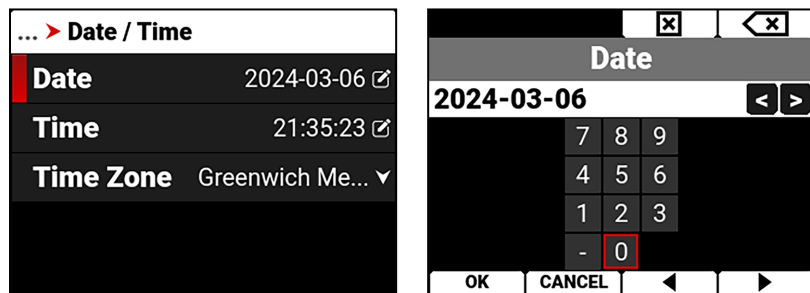 ... > Date / Time
Date 2024-03-06
Time 21:35:23
Time Zone Greenwich Me...
Date
2024-03-06 < >
7 8 9
4 5 6
1 2 3
- 0
OK CANCEL